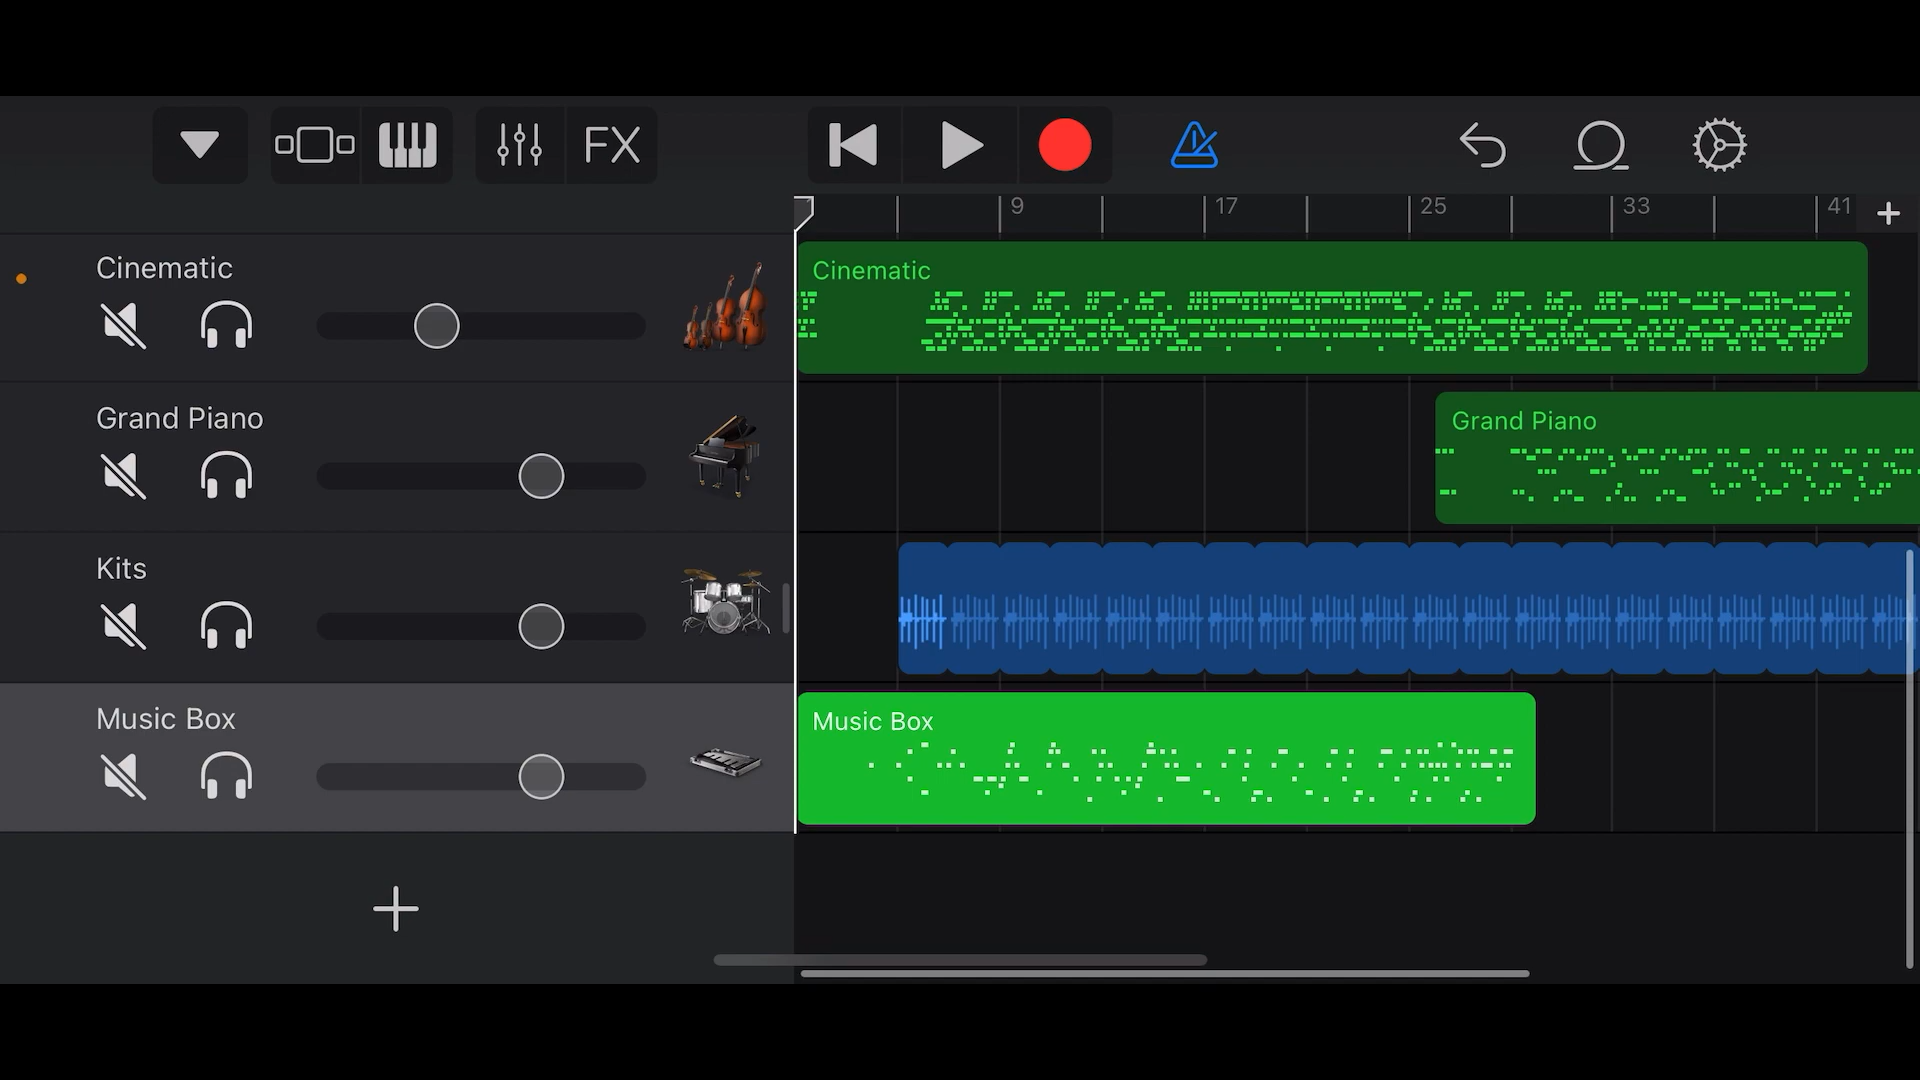 FX
9 17 25 33 41
Cinematic
Cinematic
Grand Piano
Grand Piano
Kits
Music Box
Music Box